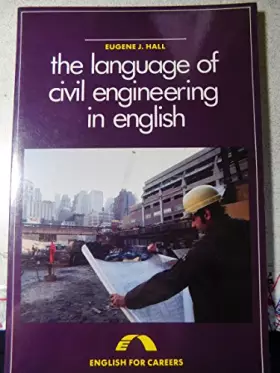 EUGENE J. HALL
the language of
civil engineering
in english
ENGLISH FOR CAREERS